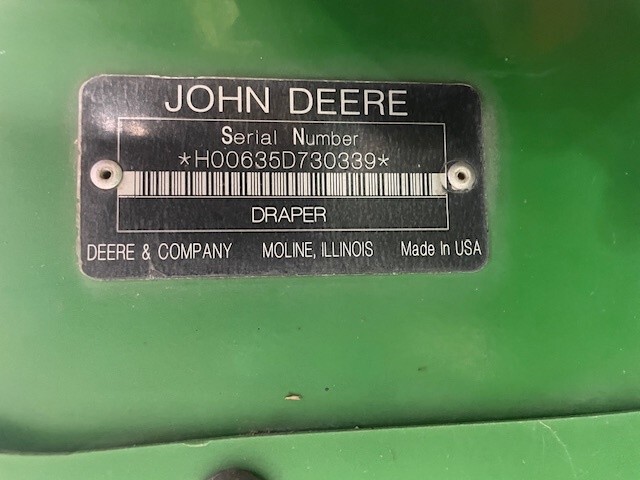 JOHN DEERE
Serial Number
*H00635D730339*
DRAPER
DEERE & COMPANY MOLINE, ILLINOIS Made In USA